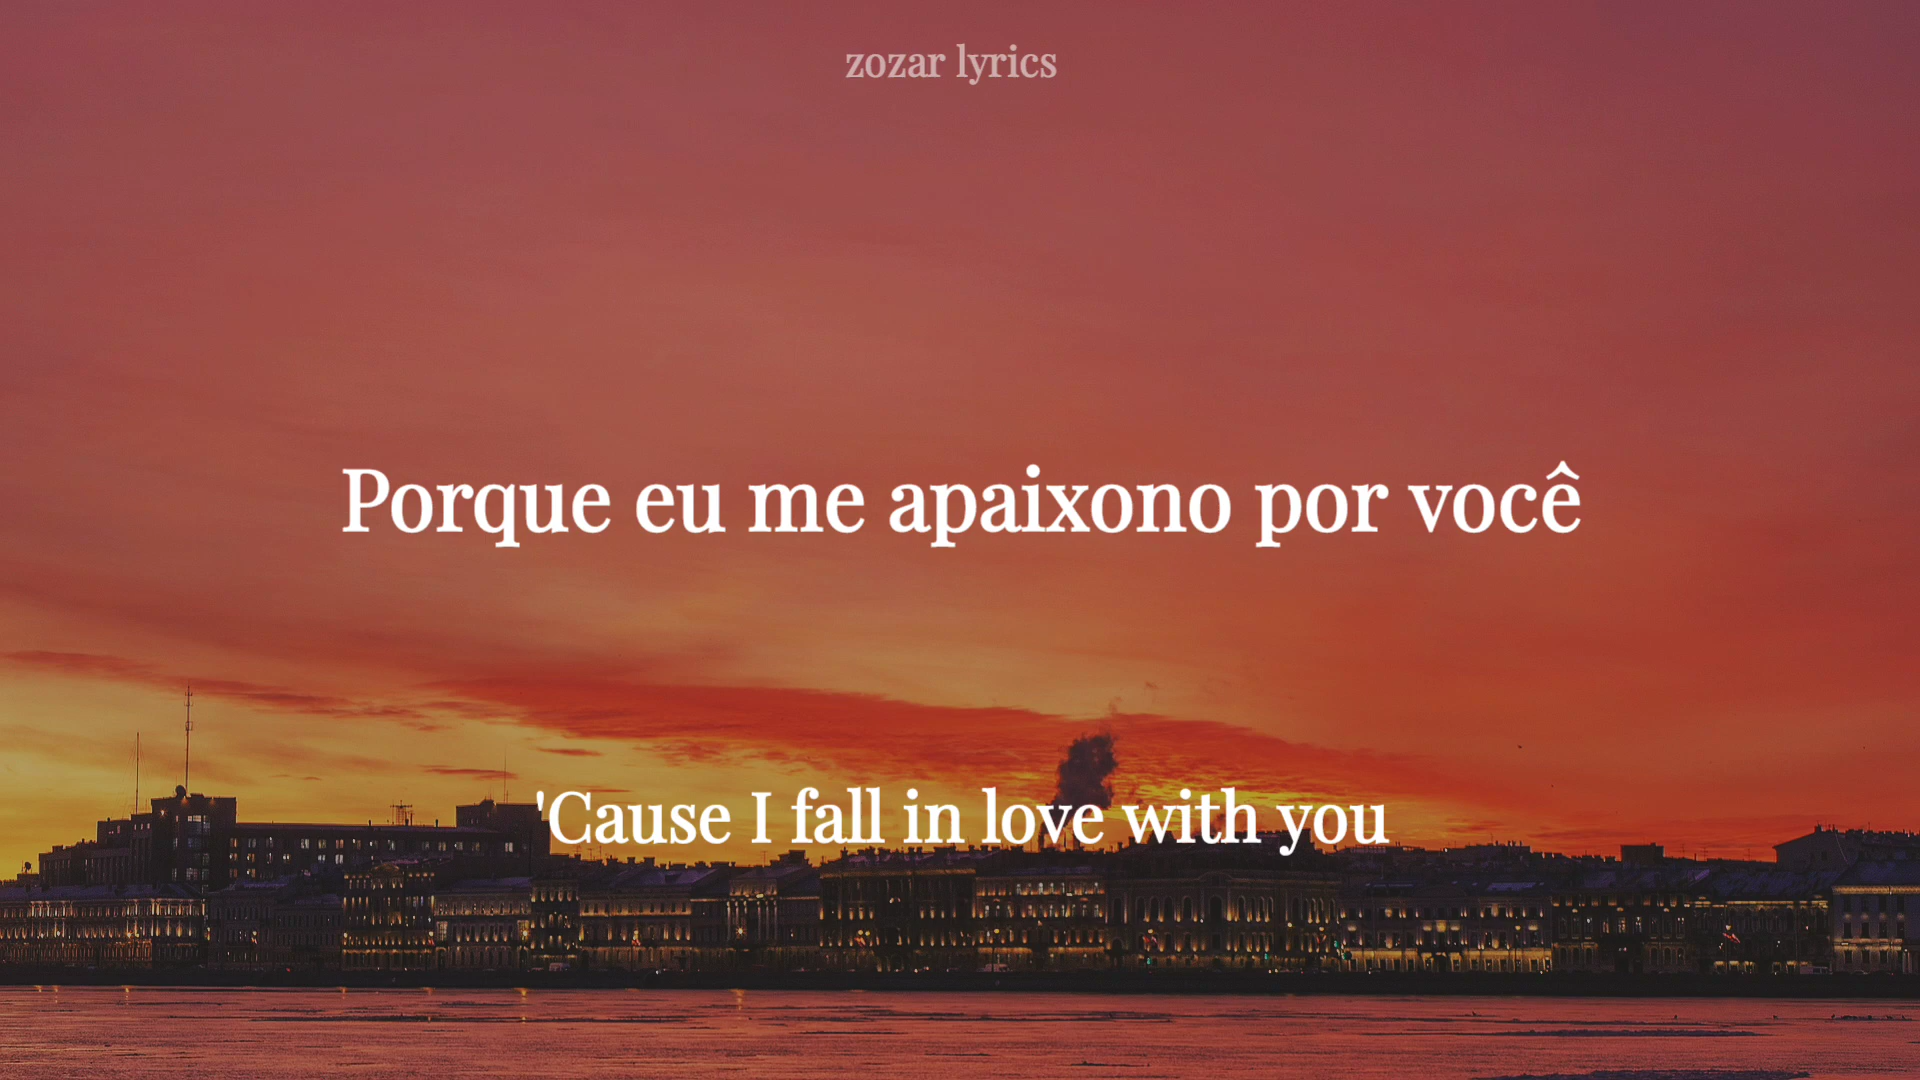 zozar lyrics
Porque eu me apaixono por você
'Cause I fall in love with you